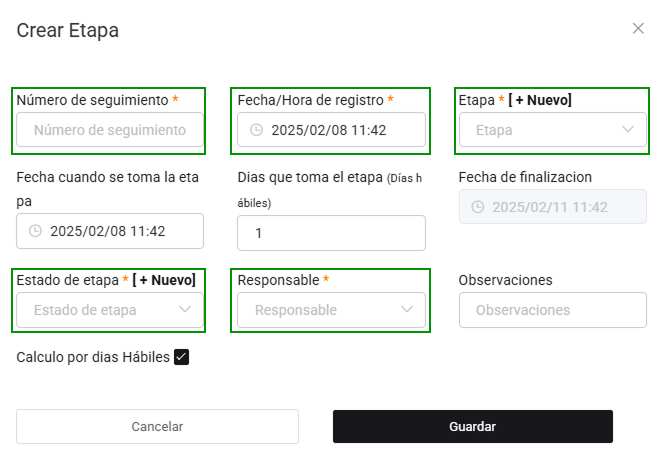 Crear Etapa
Número de seguimiento * Fecha/Hora de registro * Etapa * [ + Nuevo]
Número de seguimiento 2025/02/08 11:42 Etapa
Fecha cuando se toma la eta
pa
Dias que toma el etapa (Días h
ábiles)
Fecha de finalizacion
2025/02/08 11:42 1 2025/02/11 11:42
Estado de etapa * [ + Nuevo] Responsable * Observaciones
Estado de etapa Responsable Observaciones
Calculo por dias Hábiles
Cancelar Guardar